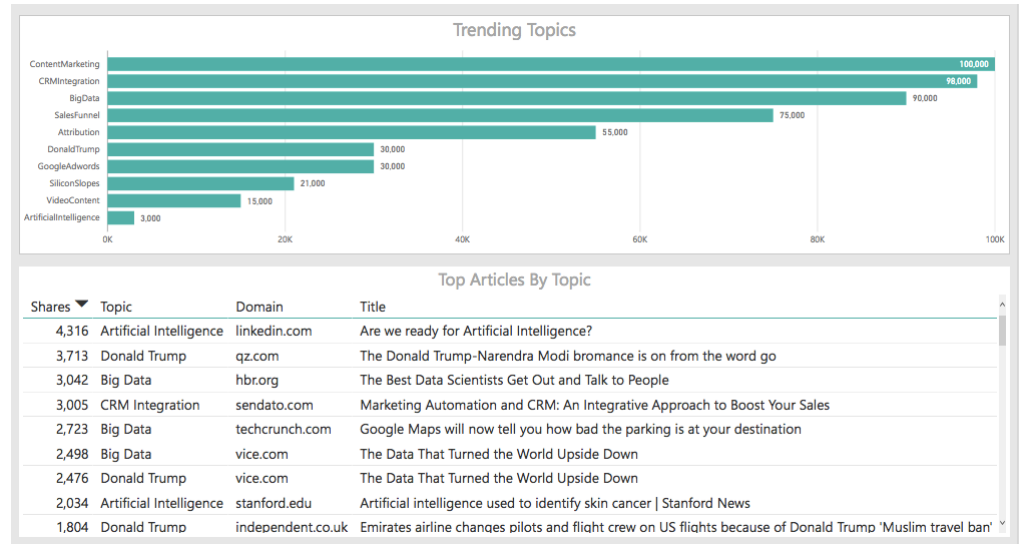 Trending Topics
ContentMarketing 100,000
CRMIntegration 98,000
BigData 90,000
SalesFunnel 75,000
Attribution 55,000
DonaldTrump 30,000
GoogleAdwords 30,000
SiliconSlopes 21,000
VideoContent 15,000
ArtificialIntelligence 3,000
0K 20K 40K 60K 80K 100K
Top Articles By Topic
Shares Topic Domain Title
4,316 Artificial Intelligence linkedin.com Are we ready for Artificial Intelligence?
3,713 Donald Trump qz.com The Donald Trump-Narendra Modi bromance is on from the word go
3,042 Big Data hbr.org The Best Data Scientists Get Out and Talk to People
3,005 CRM Integration sendato.com Marketing Automation and CRM: An Integrative Approach to Boost Your Sales
2,723 Big Data techcrunch.com Google Maps will now tell you how bad the parking is at your destination
2,498 Big Data vice.com The Data That Turned the World Upside Down
2,476 Donald Trump vice.com The Data That Turned the World Upside Down
2,034 Artificial Intelligence stanford.edu Artificial intelligence used to identify skin cancer | Stanford News
1,804 Donald Trump independent.co.uk Emirates airline changes pilots and flight crew on US flights because of Donald Trump 'Muslim travel ban'